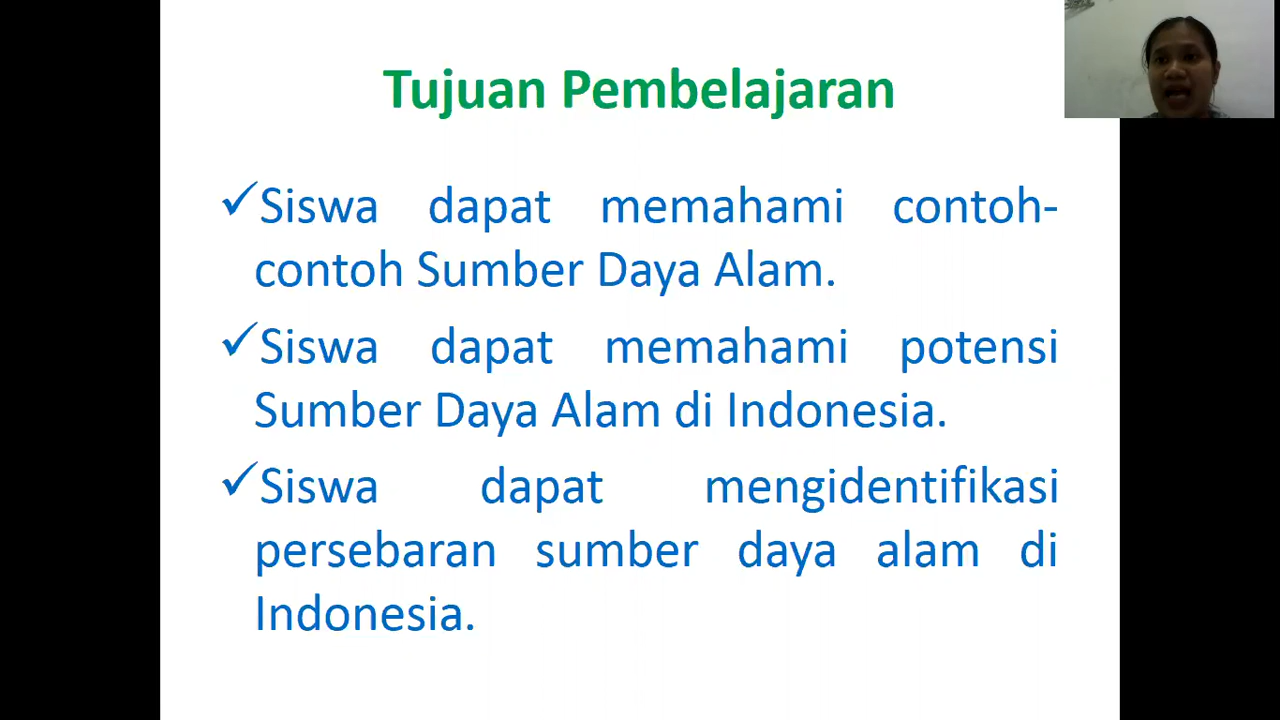 Tujuan Pembelajaran
✓Siswa dapat memahami contoh-
contoh Sumber Daya Alam.
✓Siswa dapat memahami potensi
Sumber Daya Alam di Indonesia.
✓Siswa dapat mengidentifikasi
persebaran sumber daya alam di
Indonesia.